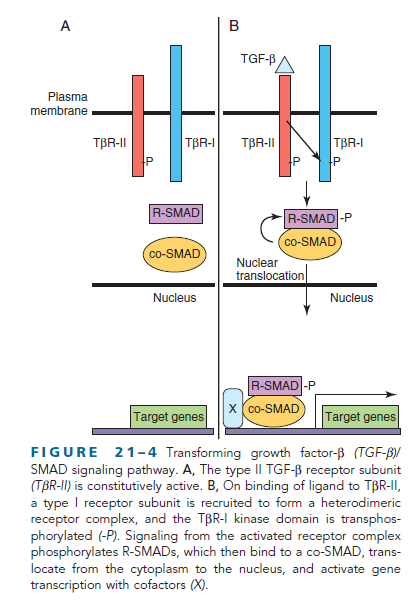 A
B
TGF-β
Plasma
membrane
TβR-II
TβR-I
TβR-II
TβR-I
-P
-P
-P
R-SMAD
R-SMAD -P
co-SMAD
co-SMAD
Nuclear
translocation
Nucleus
Nucleus
R-SMAD -P
Target genes
X
co-SMAD
Target genes
FIGURE 21–4 Transforming growth factor-β (TGF-β)/
SMAD signaling pathway. A, The type II TGF-β receptor subunit
(TβR-II) is constitutively active. B, On binding of ligand to TβR-II,
a type I receptor subunit is recruited to form a heterodimeric
receptor complex, and the TβR-I kinase domain is transphos-
phorylated (-P). Signaling from the activated receptor complex
phosphorylates R-SMADs, which then bind to a co-SMAD, trans-
locate from the cytoplasm to the nucleus, and activate gene
transcription with cofactors (X).